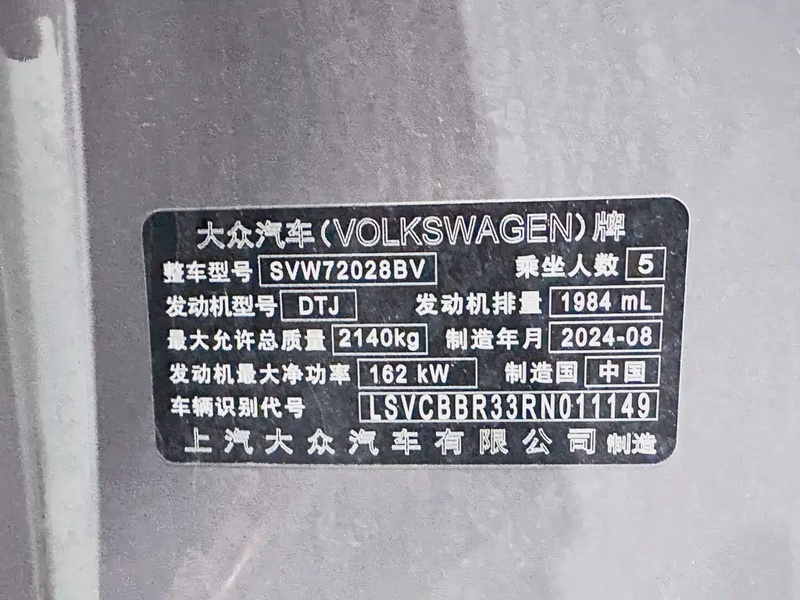 大众汽车(VOLKSWAGEN)牌
整车型号 SVW72028BV 乘坐人数 5
发动机型号 DTJ 发动机排量 1984 mL
最大允许总质量 2140kg 制造年月 2024-08
发动机最大净功率 162 kW 制造国 中国
车辆识别代号 LSVCBBR33RN011149
上汽大众汽车有限公司 制造